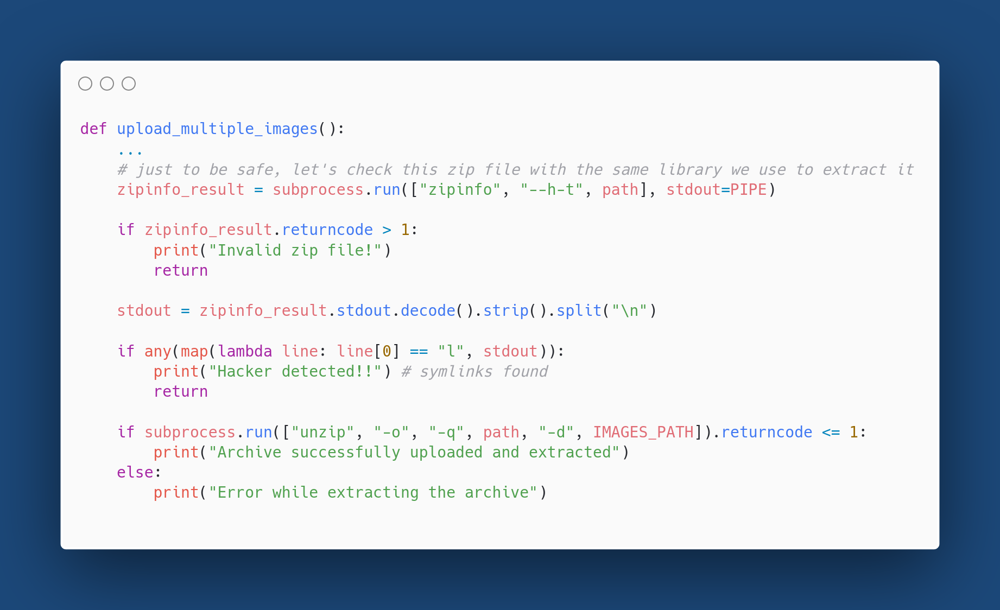 def upload_multiple_images():
    ...
    # just to be safe, let's check this zip file with the same library we use to extract it
    zipinfo_result = subprocess.run(["zipinfo", "--h-t", path], stdout=PIPE)

    if zipinfo_result.returncode > 1:
        print("Invalid zip file!")
        return

    stdout = zipinfo_result.stdout.decode().strip().split("\n")

    if any(map(lambda line: line[0] == "l", stdout)):
        print("Hacker detected!!") # symlinks found
        return

    if subprocess.run(["unzip", "-o", "-q", path, "-d", IMAGES_PATH]).returncode <= 1:
        print("Archive successfully uploaded and extracted")
    else:
        print("Error while extracting the archive")